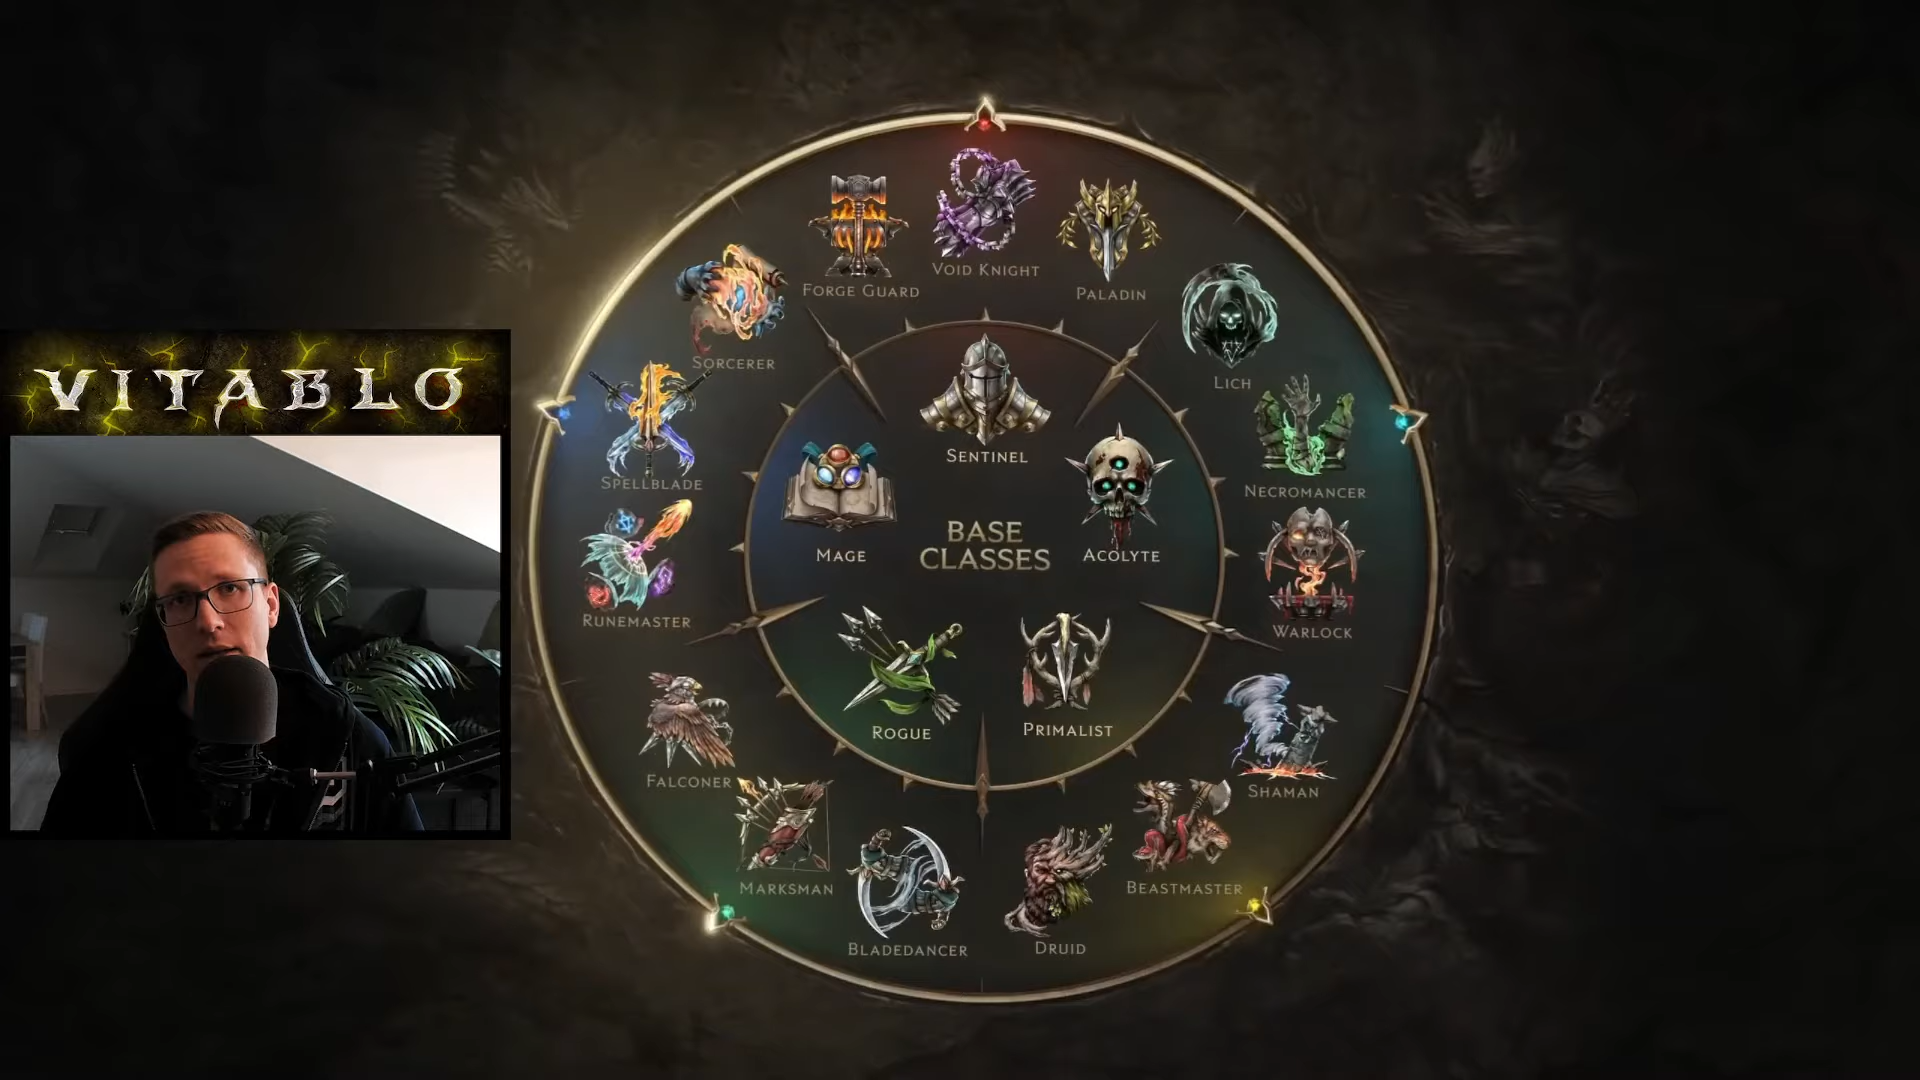 VITABLO
FORGE GUARD
VOID KNIGHT
PALADIN
SORCERER
LICH
SPELLBLADE
SENTINEL
NECROMANCER
MAGE
BASE
CLASSES
ACOLYTE
RUNEMASTER
WARLOCK
ROGUE
PRIMALIST
FALCONER
SHAMAN
MARKSMAN
BEASTMASTER
BLADEDANCER
DRUID